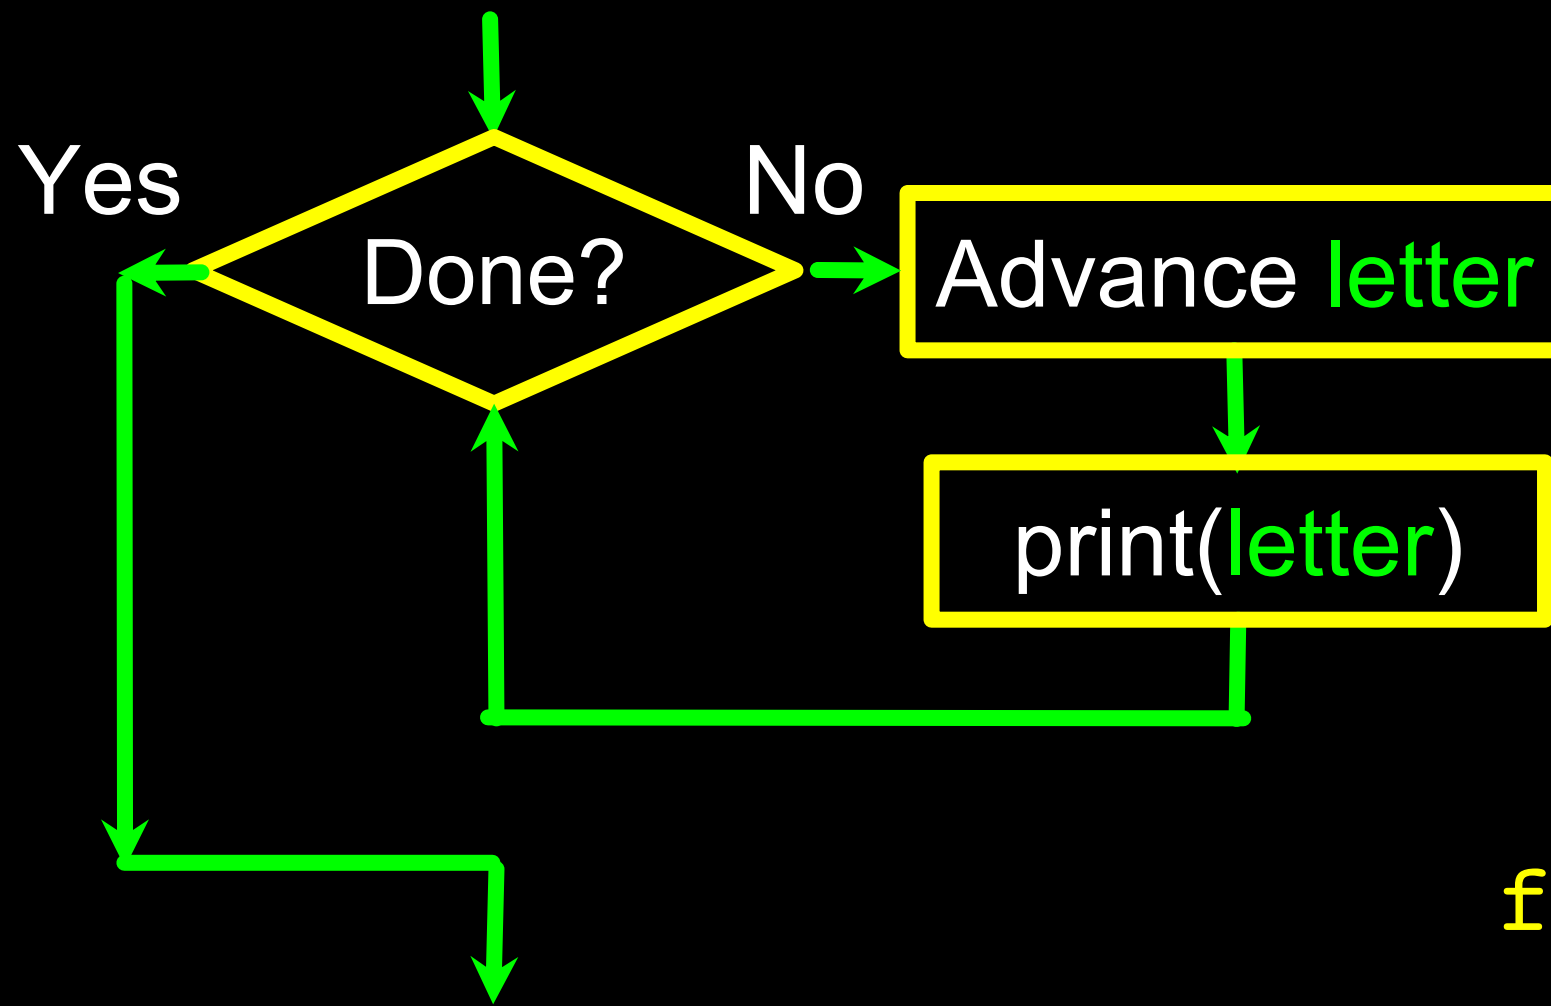 Yes
No
Done?
Advance letter
print(letter)
f